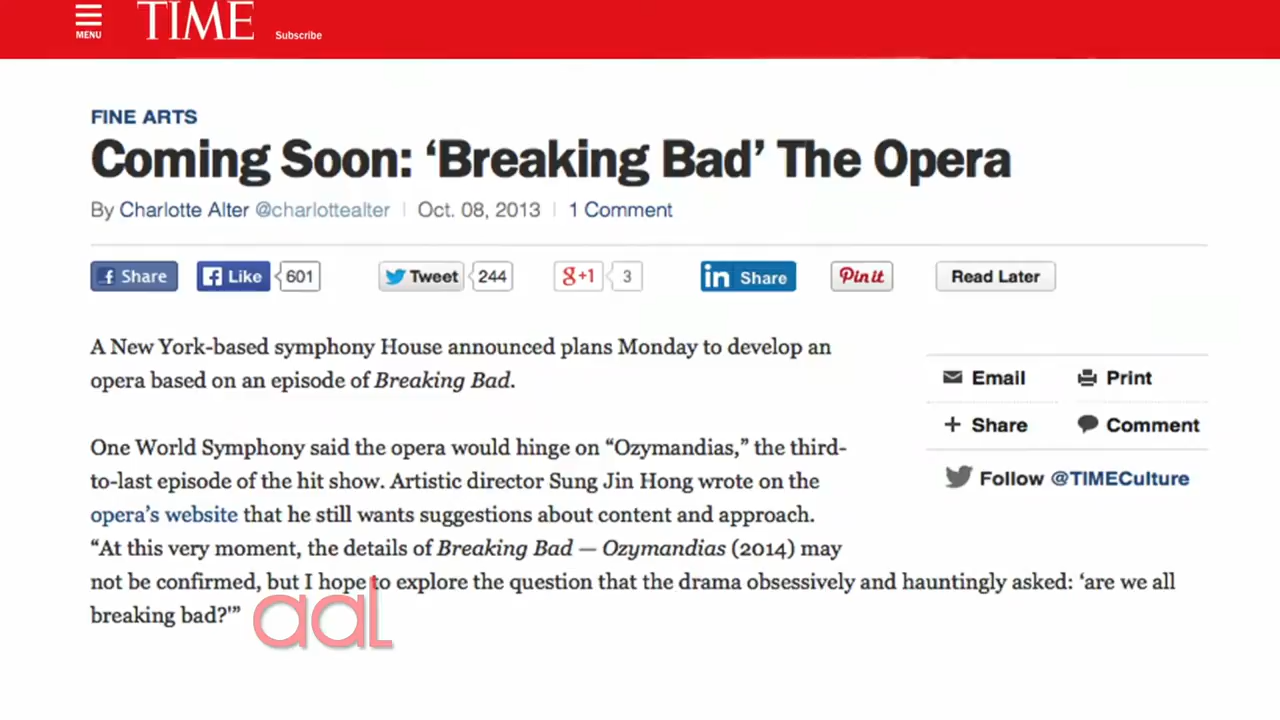 TIME
MENU
Subscribe
FINE ARTS
Coming Soon: ‘Breaking Bad’ The Opera
By Charlotte Alter @charlottealter | Oct. 08, 2013 | 1 Comment
f Share
f Like 601
Tweet 244
g+1 3
in Share
Pin it
Read Later
A New York-based symphony House announced plans Monday to develop an
opera based on an episode of Breaking Bad.
One World Symphony said the opera would hinge on “Ozymandias,” the third-
to-last episode of the hit show. Artistic director Sung Jin Hong wrote on the
opera’s website that he still wants suggestions about content and approach.
“At this very moment, the details of Breaking Bad — Ozymandias (2014) may
not be confirmed, but I hope to explore the question that the drama obsessively and hauntingly asked: ‘are we all
breaking bad?'”
Email
Print
+ Share
Comment
Follow @TIMECulture
aal